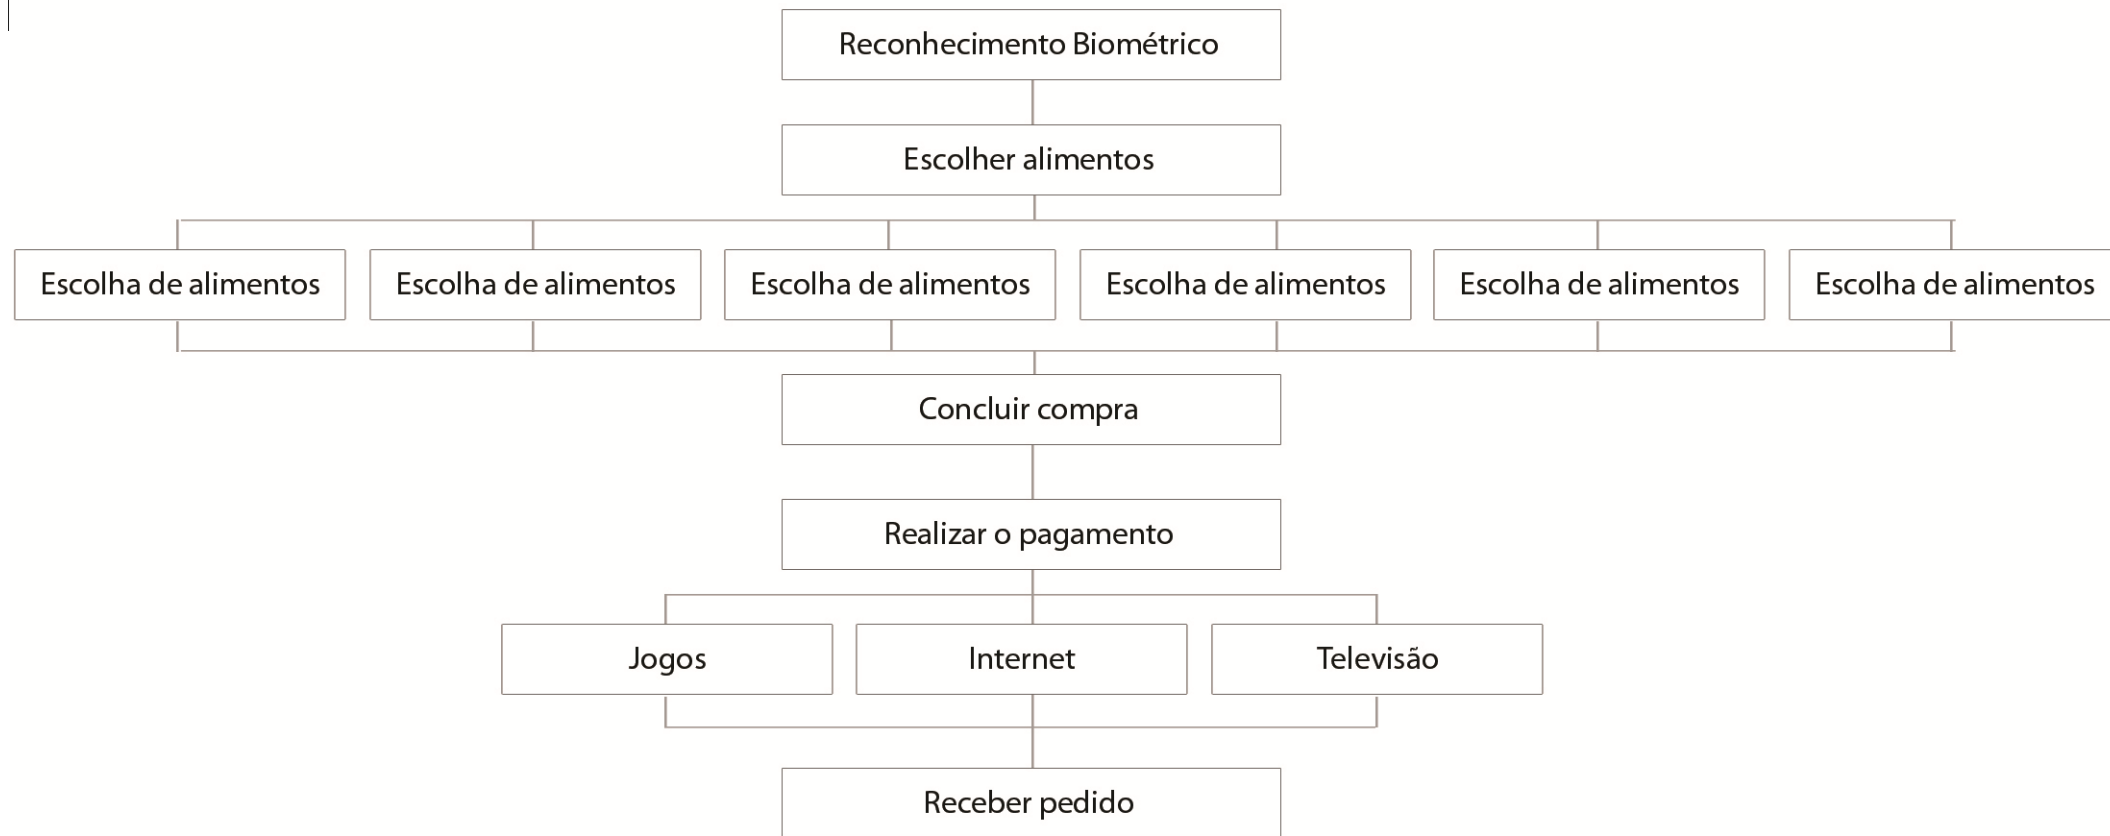 Reconhecimento Biométrico
Escolher alimentos
Escolha de alimentos
Escolha de alimentos
Escolha de alimentos
Escolha de alimentos
Escolha de alimentos
Escolha de alimentos
Concluir compra
Realizar o pagamento
Jogos
Internet
Televisão
Receber pedido